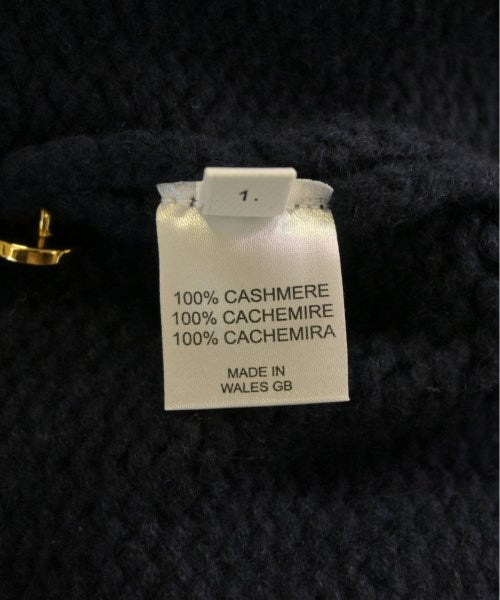 1.
100% CASHMERE
100% CACHEMIRE
100% CACHEMIRA
MADE IN
WALES GB